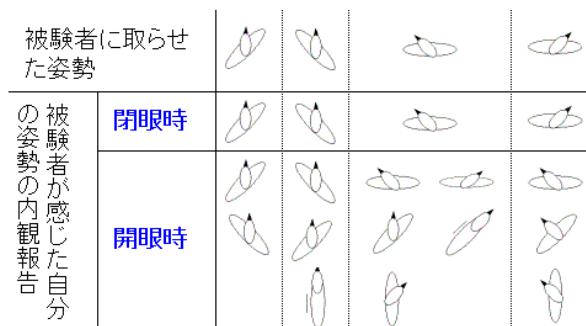 被験者に取らせ
た姿勢
被験者が感じた自分
の姿勢の内観報告
閉眼時
開眼時